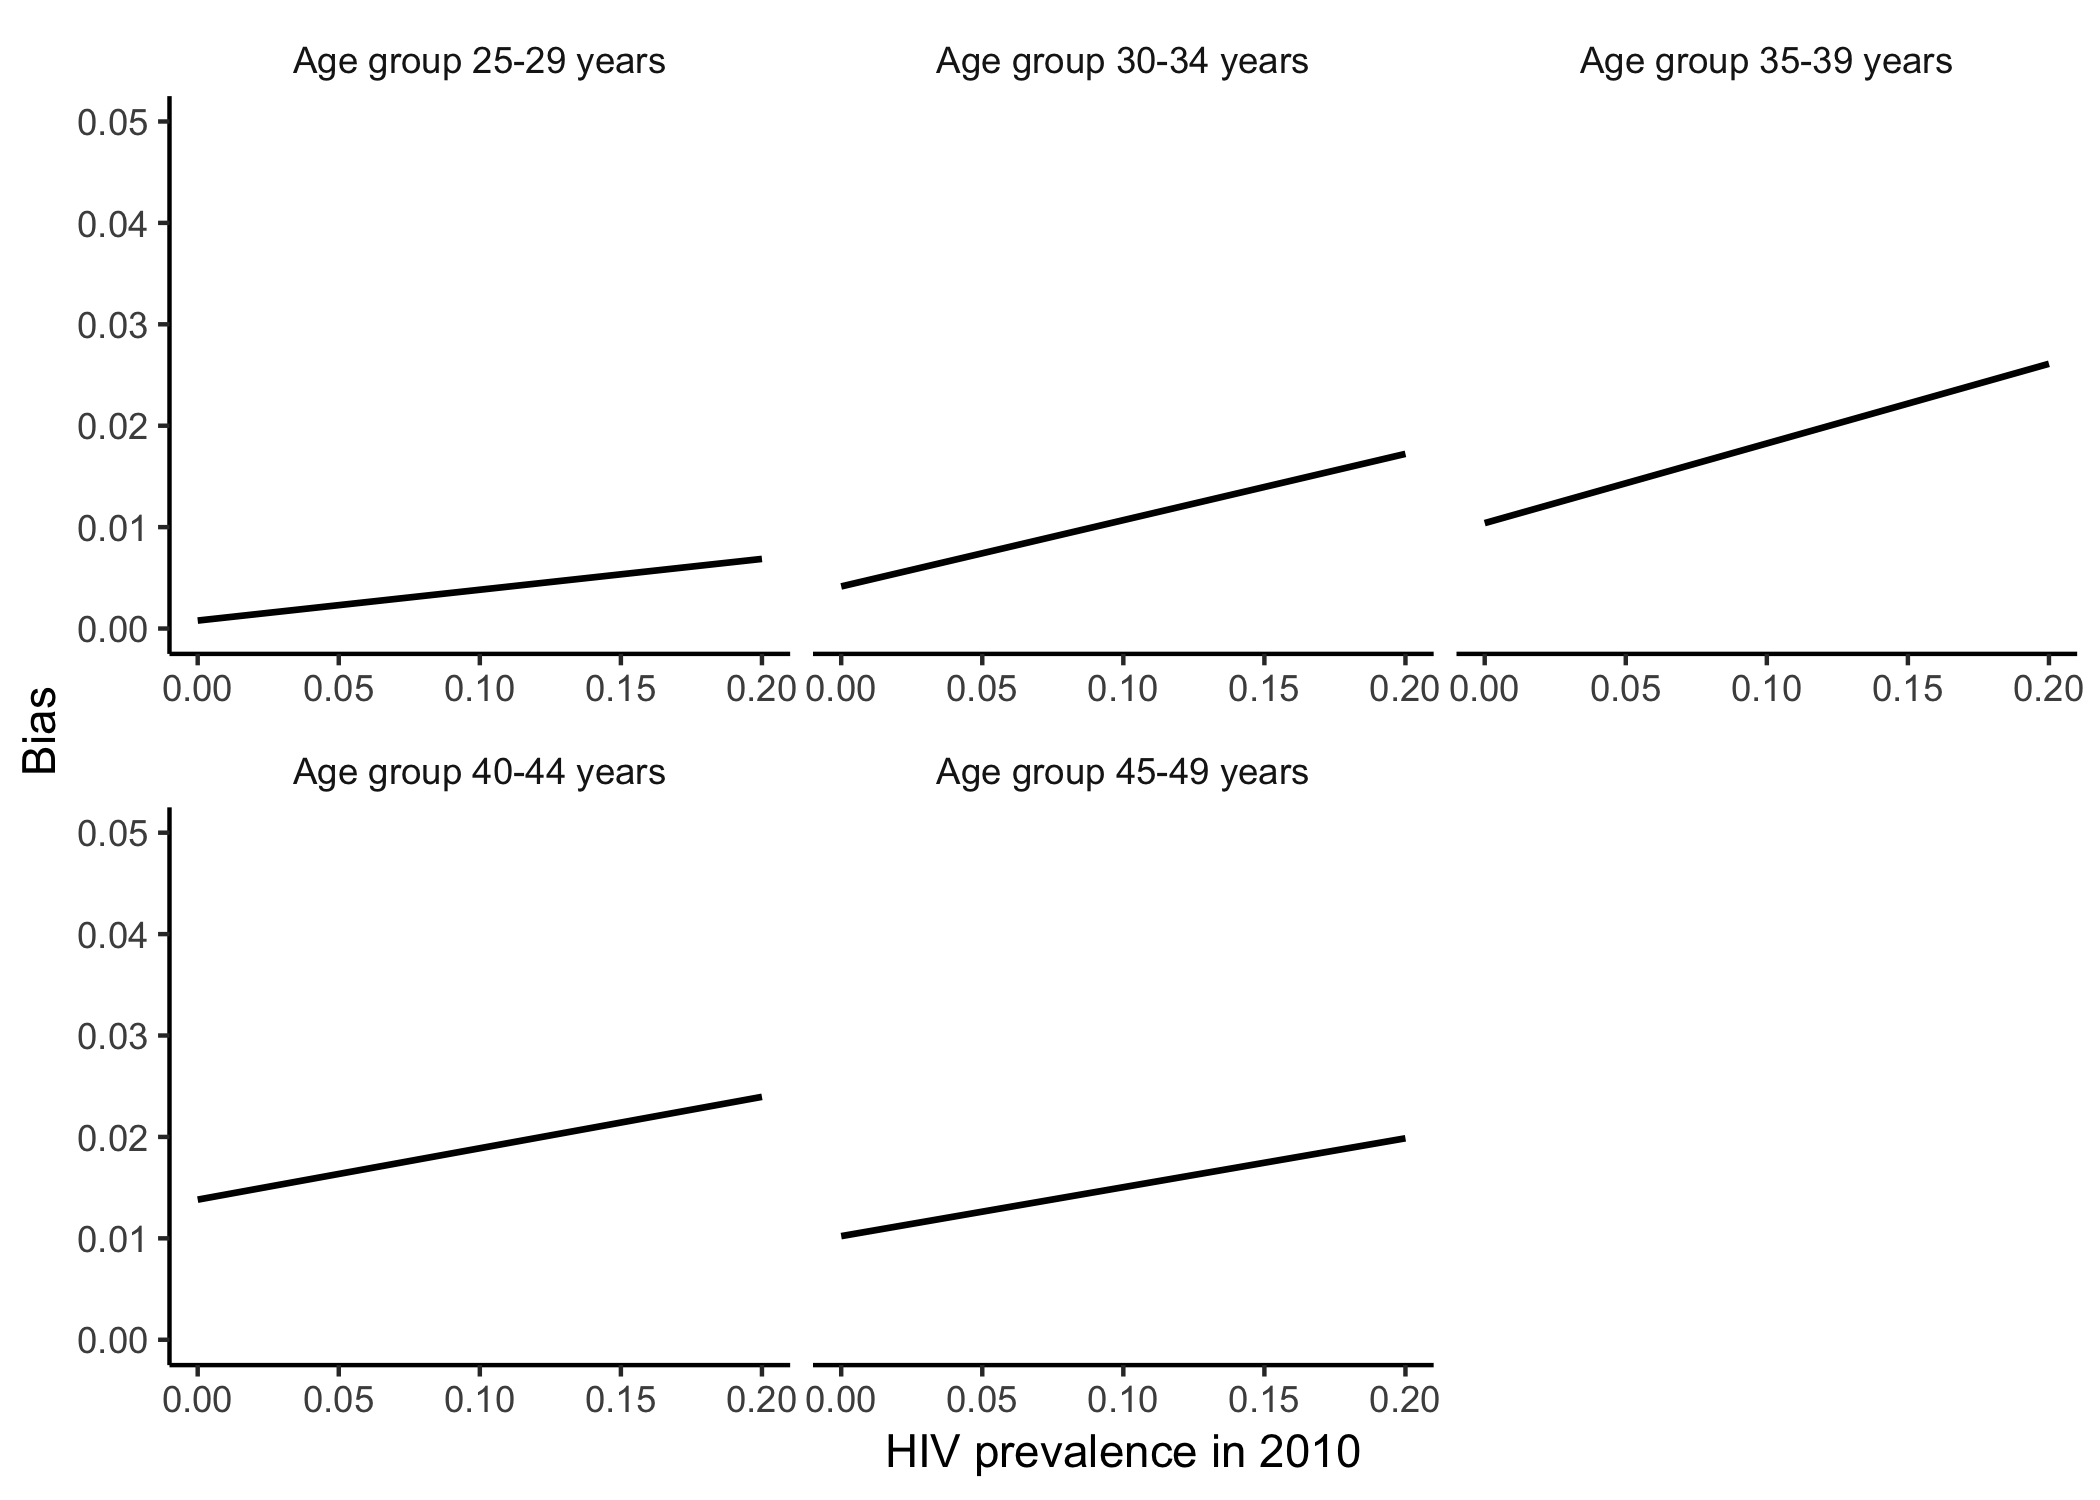 Age group 25-29 years
Age group 30-34 years
Age group 35-39 years
0.05
0.04
0.03
0.02
0.01
0.00
0.00 0.05 0.10 0.15 0.20 0.00 0.05 0.10 0.15 0.20 0.00 0.05 0.10 0.15 0.20
Bias
Age group 40-44 years
Age group 45-49 years
0.05
0.04
0.03
0.02
0.01
0.00
0.00 0.05 0.10 0.15 0.20 0.00 0.05 0.10 0.15 0.20
HIV prevalence in 2010